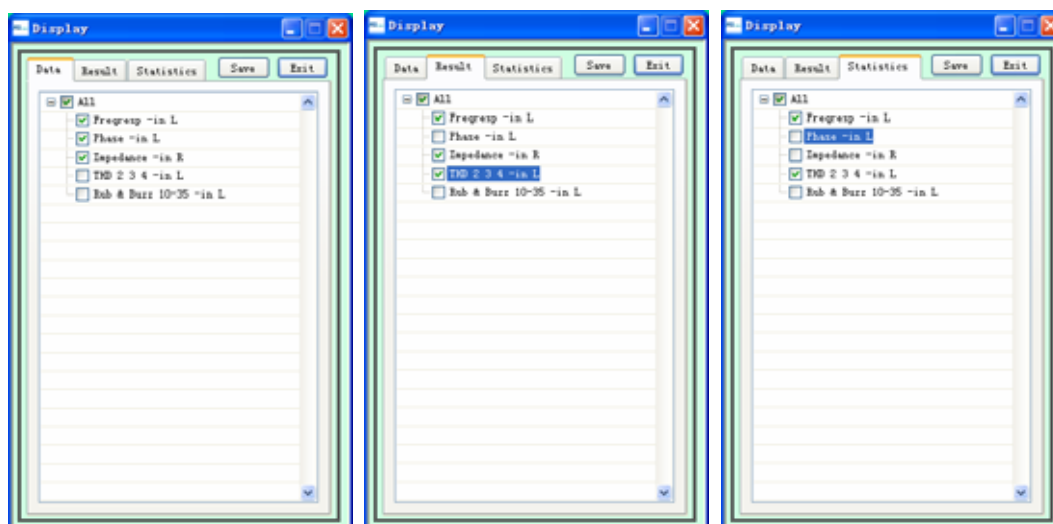 Display
Data Result Statistics Save Exit
All
Freqresp -in L
Phase -in L
Impedance -in R
THD 2 3 4 -in L
Rub & Buzz 10-35 -in L
Display
Data Result Statistics Save Exit
All
Freqresp -in L
Phase -in L
Impedance -in R
THD 2 3 4 -in L
Rub & Buzz 10-35 -in L
Display
Data Result Statistics Save Exit
All
Freqresp -in L
Phase -in L
Impedance -in R
THD 2 3 4 -in L
Rub & Buzz 10-35 -in L